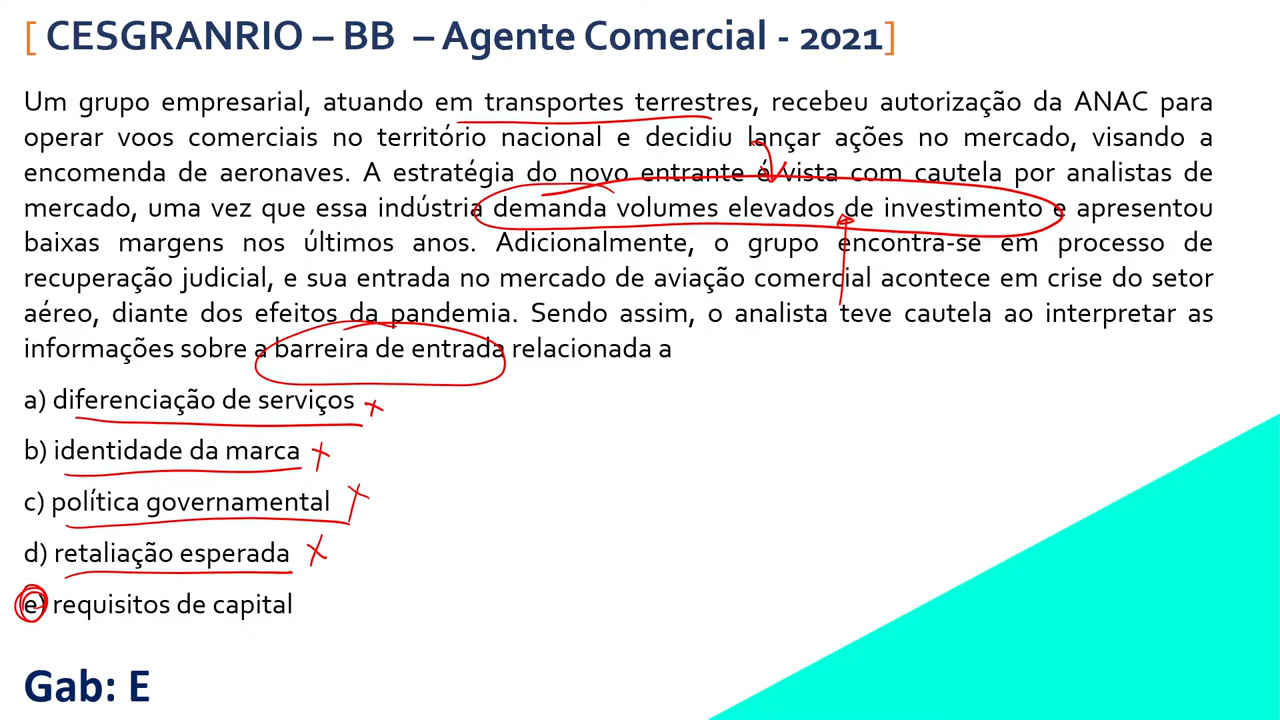 [ CESGRANRIO – BB – Agente Comercial - 2021]
Um grupo empresarial, atuando em transportes terrestres, recebeu autorização da ANAC para
operar voos comerciais no território nacional e decidiu lançar ações no mercado, visando a
encomenda de aeronaves. A estratégia do novo entrante é vista com cautela por analistas de
mercado, uma vez que essa indústria demanda volumes elevados de investimento e apresentou
baixas margens nos últimos anos. Adicionalmente, o grupo encontra-se em processo de
recuperação judicial, e sua entrada no mercado de aviação comercial acontece em crise do setor
aéreo, diante dos efeitos da pandemia. Sendo assim, o analista teve cautela ao interpretar as
informações sobre a barreira de entrada relacionada a
a) diferenciação de serviços
b) identidade da marca
c) política governamental
d) retaliação esperada
e) requisitos de capital
Gab: E